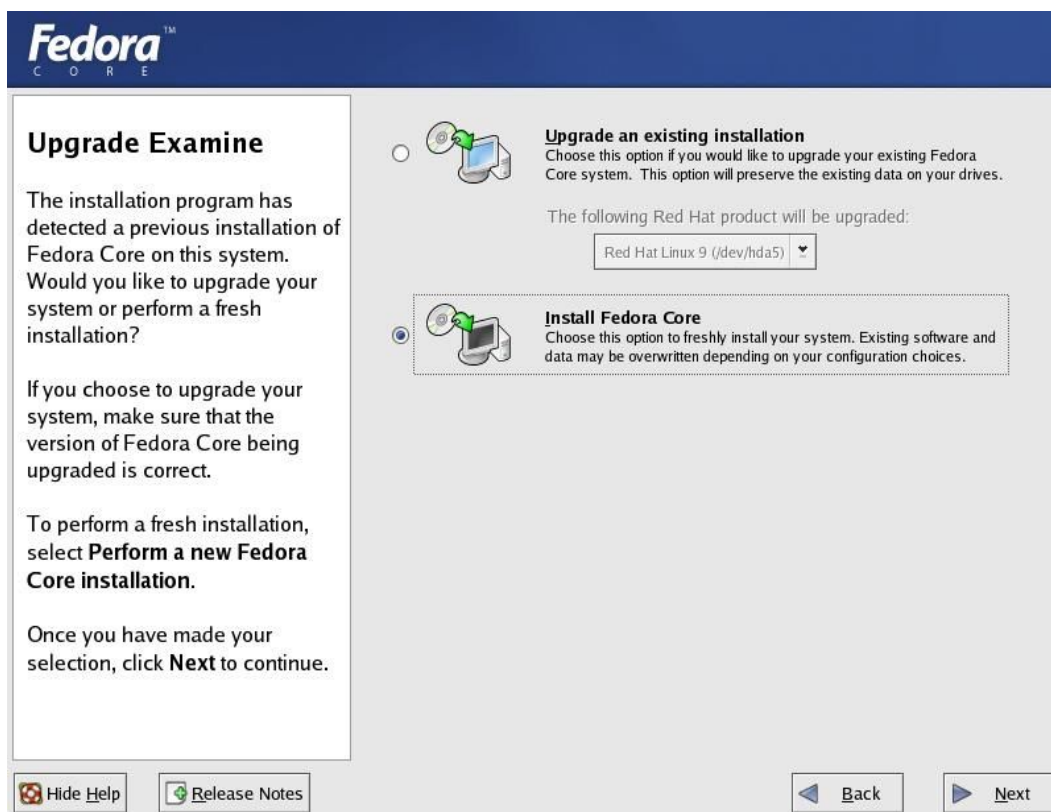 Fedora™
CORE
Upgrade Examine
The installation program has
detected a previous installation of
Fedora Core on this system.
Would you like to upgrade your
system or perform a fresh
installation?
If you choose to upgrade your
system, make sure that the
version of Fedora Core being
upgraded is correct.
To perform a fresh installation,
select Perform a new Fedora
Core installation.
Once you have made your
selection, click Next to continue.
Upgrade an existing installation
Choose this option if you would like to upgrade your existing Fedora
Core system. This option will preserve the existing data on your drives.
The following Red Hat product will be upgraded:
Red Hat Linux 9 (/dev/hda5)
Install Fedora Core
Choose this option to freshly install your system. Existing software and
data may be overwritten depending on your configuration choices.
Hide Help
Release Notes
Back
Next